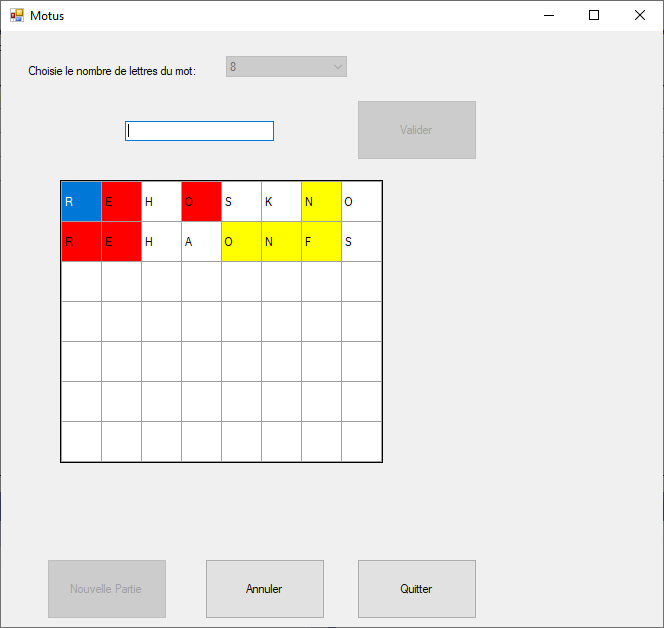 Motus
Choisie le nombre de lettres du mot: 8
Valider
R E H O S K N O
R E H A O N F S
Nouvelle Partie Annuler Quitter